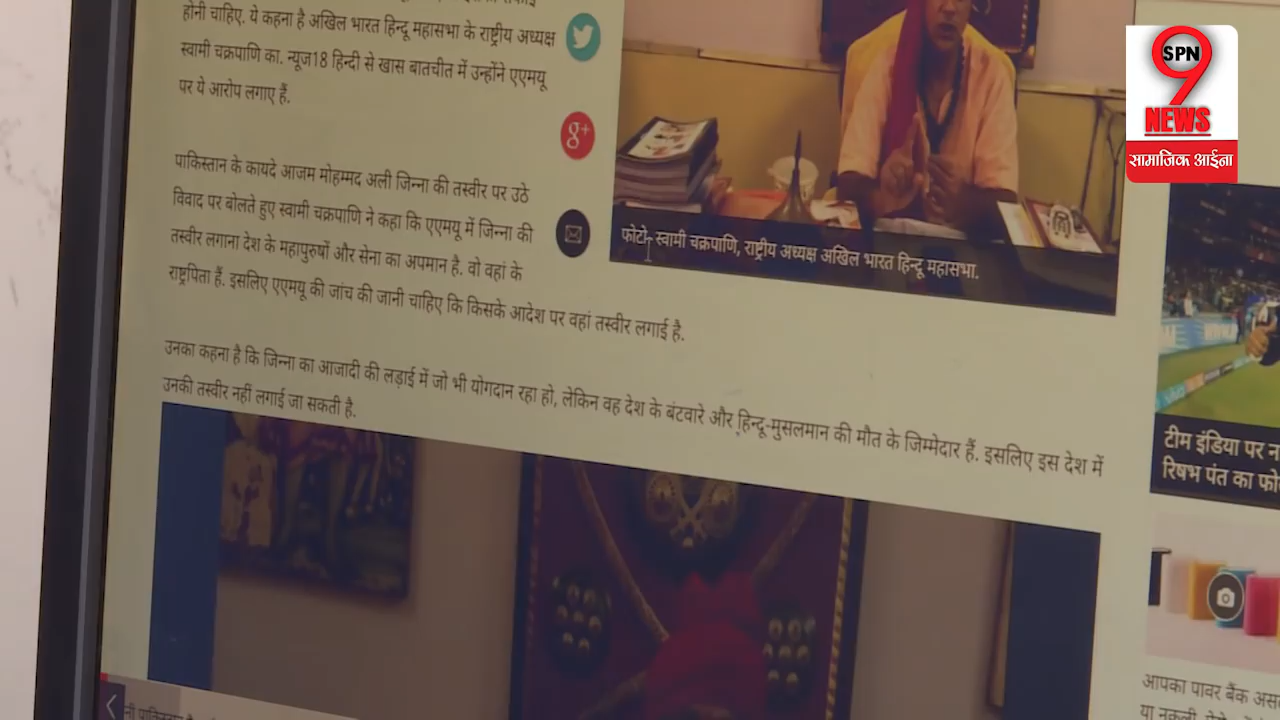 होनी चाहिए. ये कहना है अखिल भारत हिन्दू महासभा के राष्ट्रीय अध्यक्ष
स्वामी चक्रपाणि का. न्यूज18 हिन्दी से खास बातचीत में उन्होंने एएमयू
पर ये आरोप लगाए हैं.
पाकिस्तान के कायदे आजम मोहम्मद अली जिन्ना की तस्वीर पर उठे
विवाद पर बोलते हुए स्वामी चक्रपाणि ने कहा कि एएमयू में जिन्ना की
तस्वीर लगाना देश के महापुरुषों और सेना का अपमान है. वो वहां के
राष्ट्रपिता हैं. इसलिए एएमयू की जांच की जानी चाहिए कि किसके आदेश पर वहां तस्वीर लगाई है.
उनका कहना है कि जिन्ना का आजादी की लड़ाई में जो भी योगदान रहा हो, लेकिन वह देश के बंटवारे और हिन्दू-मुसलमान की मौत के जिम्मेदार हैं. इसलिए इस देश में
उनकी तस्वीर नहीं लगाई जा सकती है.
g+
फोटो- स्वामी चक्रपाणि, राष्ट्रीय अध्यक्ष अखिल भारत हिन्दू महासभा.
SPN
9
NEWS
सामाजिक आईना
टीम इंडिया पर
रिषभ पंत का
आपका पावर बैंक
या नकली